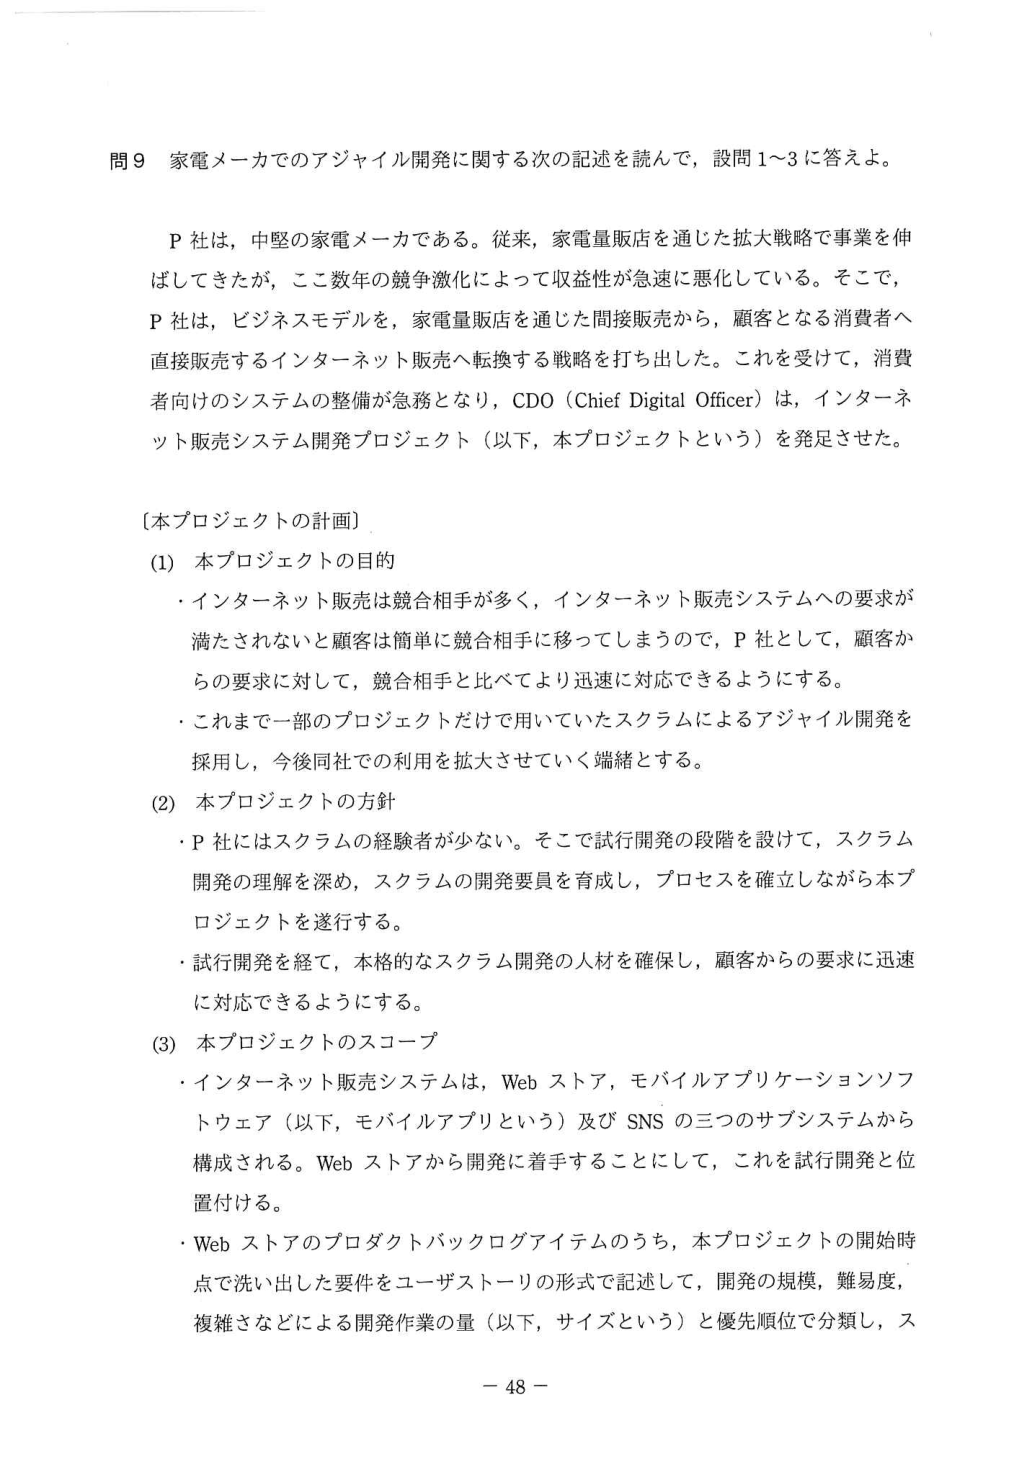 問9 家電メーカでのアジャイル開発に関する次の記述を読んで，設問1～3に答えよ。
P 社は，中堅の家電メーカである。従来，家電量販店を通じた拡大戦略で事業を伸
ばしてきたが，ここ数年の競争激化によって収益性が急速に悪化している。そこで，
P 社は，ビジネスモデルを，家電量販店を通じた間接販売から，顧客となる消費者へ
直接販売するインターネット販売へ転換する戦略を打ち出した。これを受けて，消費
者向けのシステムの整備が急務となり，CDO（Chief Digital Officer）は，インターネ
ット販売システム開発プロジェクト（以下，本プロジェクトという）を発足させた。
〔本プロジェクトの計画〕
(1) 本プロジェクトの目的
・インターネット販売は競合相手が多く，インターネット販売システムへの要求が
満たされないと顧客は簡単に競合相手に移ってしまうので，P 社として，顧客か
らの要求に対して，競合相手と比べてより迅速に対応できるようにする。
・これまで一部のプロジェクトだけで用いていたスクラムによるアジャイル開発を
採用し，今後同社での利用を拡大させていく端緒とする。
(2) 本プロジェクトの方針
・P 社にはスクラムの経験者が少ない。そこで試行開発の段階を設けて，スクラム
開発の理解を深め，スクラムの開発要員を育成し，プロセスを確立しながら本プ
ロジェクトを遂行する。
・試行開発を経て，本格的なスクラム開発の人材を確保し，顧客からの要求に迅速
に対応できるようにする。
(3) 本プロジェクトのスコープ
・インターネット販売システムは，Web ストア，モバイルアプリケーションソフ
トウェア（以下，モバイルアプリという）及び SNS の三つのサブシステムから
構成される。Web ストアから開発に着手することにして，これを試行開発と位
置付ける。
・Web ストアのプロダクトバックログアイテムのうち，本プロジェクトの開始時
点で洗い出した要件をユーザストーリの形式で記述して，開発の規模，難易度，
複雑さなどによる開発作業の量（以下，サイズという）と優先順位で分類し，ス
－ 48 －